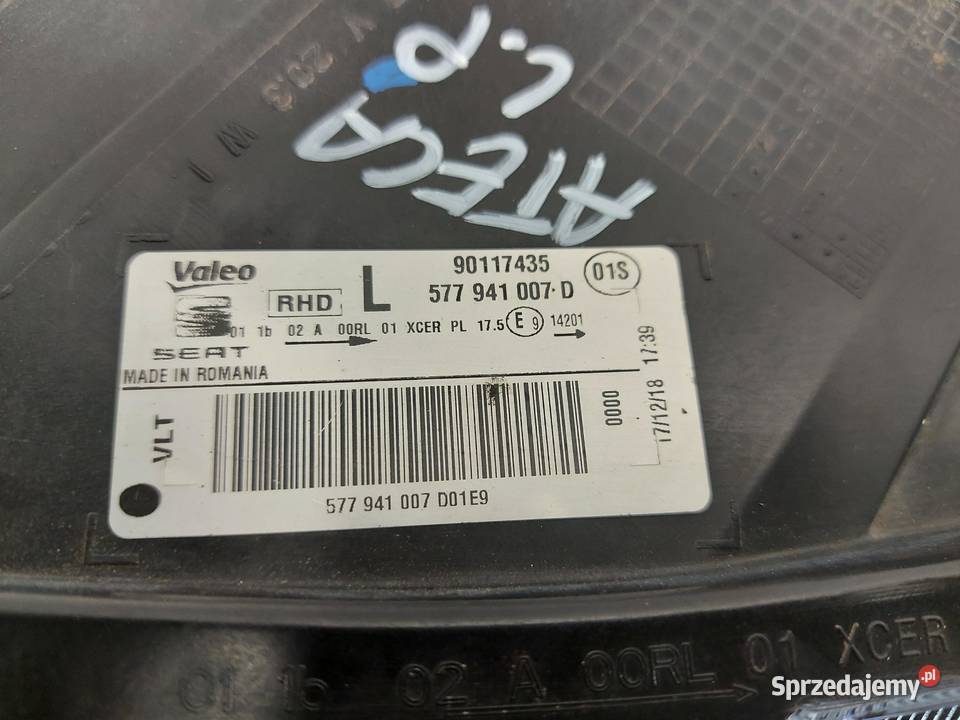 L.P
ATECA
W 203
Valeo
RHD L
90117435
577 941 007·D
01S
01 1b 02 A 00RL 01 XCER PL 17.5 E 9 14201
SEAT
MADE IN ROMANIA
VLT
0000
17/12/18 17:39
577 941 007 D01E9
01 1b 02 A 00RL 01 XCER
Sprzedajemy.pl